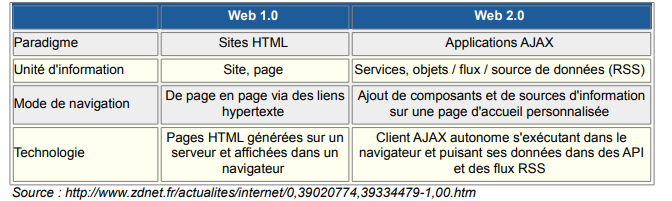 Web 1.0 Web 2.0
Paradigme Sites HTML Applications AJAX
Unité d'information Site, page Services, objets / flux / source de données (RSS)
Mode de navigation De page en page via des liens hypertexte Ajout de composants et de sources d'information sur une page d'accueil personnalisée
Technologie Pages HTML générées sur un serveur et affichées dans un navigateur Client AJAX autonome s'exécutant dans le navigateur et puisant ses données dans des API et des flux RSS
Source : http://www.zdnet.fr/actualites/internet/0,39020774,39334479-1,00.htm